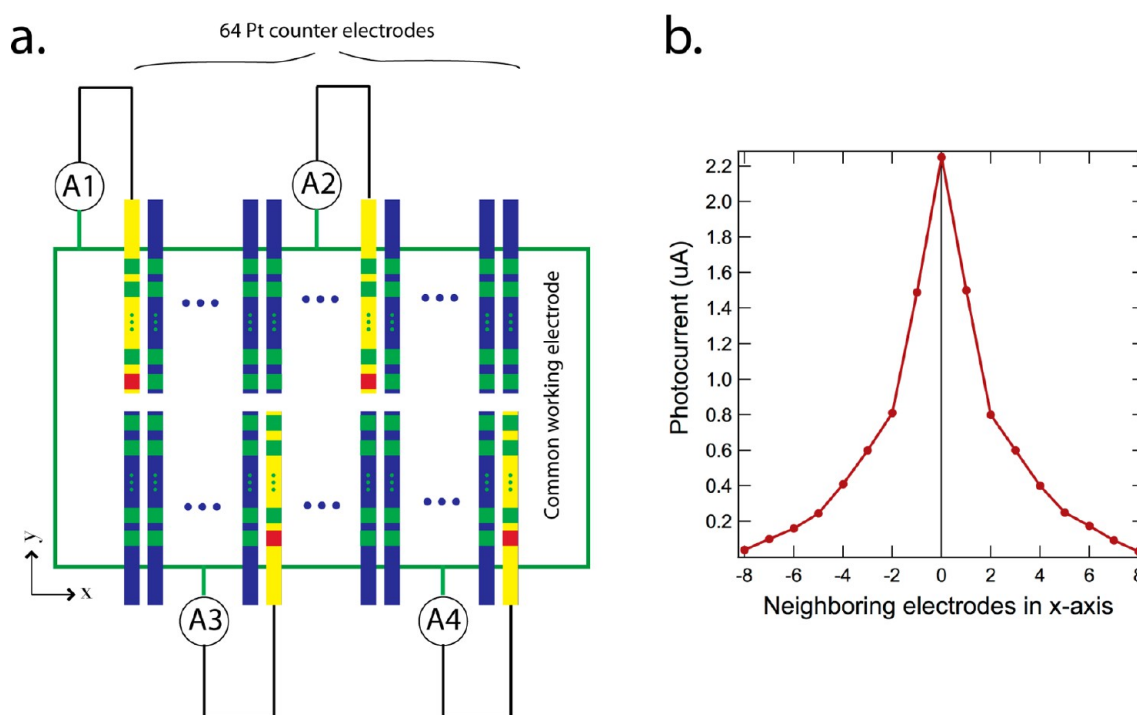 a.
64 Pt counter electrodes
A1
A2
Common working electrode
y
x
A3
A4
b.
Photocurrent (uA)
2.2
2.0
1.8
1.6
1.4
1.2
1.0
0.8
0.6
0.4
0.2
-8 -6 -4 -2 0 2 4 6 8
Neighboring electrodes in x-axis